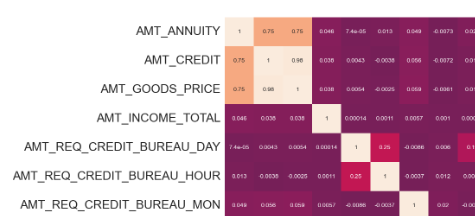 AMT_ANNUITY 1 0.75 0.75 0.046 7.4e-05 0.013 0.049 -0.0073
AMT_CREDIT 0.75 1 0.98 0.038 0.0043 -0.0038 0.056 -0.0072
AMT_GOODS_PRICE 0.75 0.98 1 0.038 0.0054 -0.0025 0.059 -0.0081
AMT_INCOME_TOTAL 0.046 0.038 0.038 1 0.00014 0.0011 0.0057 0.001
AMT_REQ_CREDIT_BUREAU_DAY 7.4e-05 0.0043 0.0054 0.00014 1 0.25 -0.0086 0.006
AMT_REQ_CREDIT_BUREAU_HOUR 0.013 -0.0038 -0.0025 0.0011 0.25 1 -0.0037 0.012
AMT_REQ_CREDIT_BUREAU_MON 0.049 0.056 0.059 0.0057 -0.0086 -0.0037 1 0.02